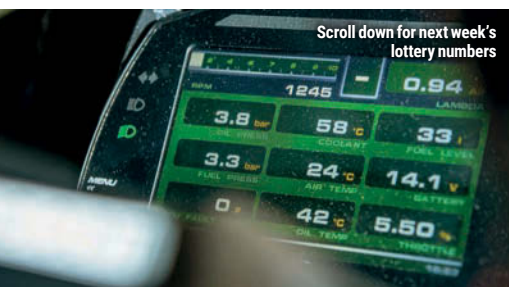 Scroll down for next week's
lottery numbers
RPM 1245 - 0.94
LAMBDA
3.8 bar 58 °C 33 l
OIL PRESS COOLANT FUEL LEVEL
3.3 bar 24 °C 14.1 V
FUEL PRESS AIR TEMP BATTERY
0 42 °C 5.50 %
FAULT OIL TEMP THROTTLE
MENU